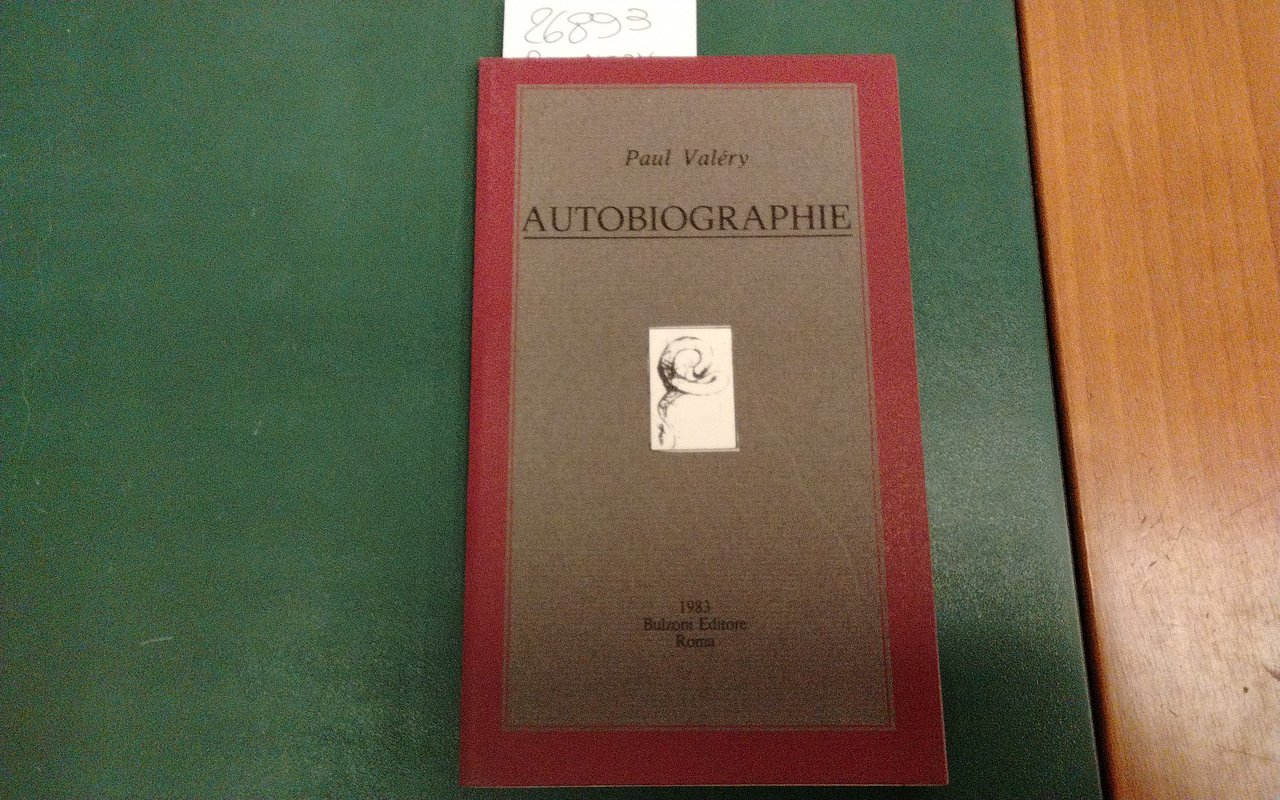 26893
Paul Valéry
AUTOBIOGRAPHIE
1983
Bulzoni Editore
Roma